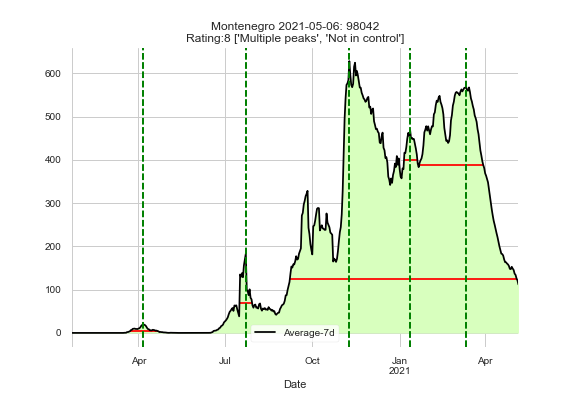 Montenegro 2021-05-06: 98042
Rating:8 ['Multiple peaks', 'Not in control']
600
500
400
300
200
100
0
Average-7d
Apr
Jul
Oct
Jan
2021
Apr
Date